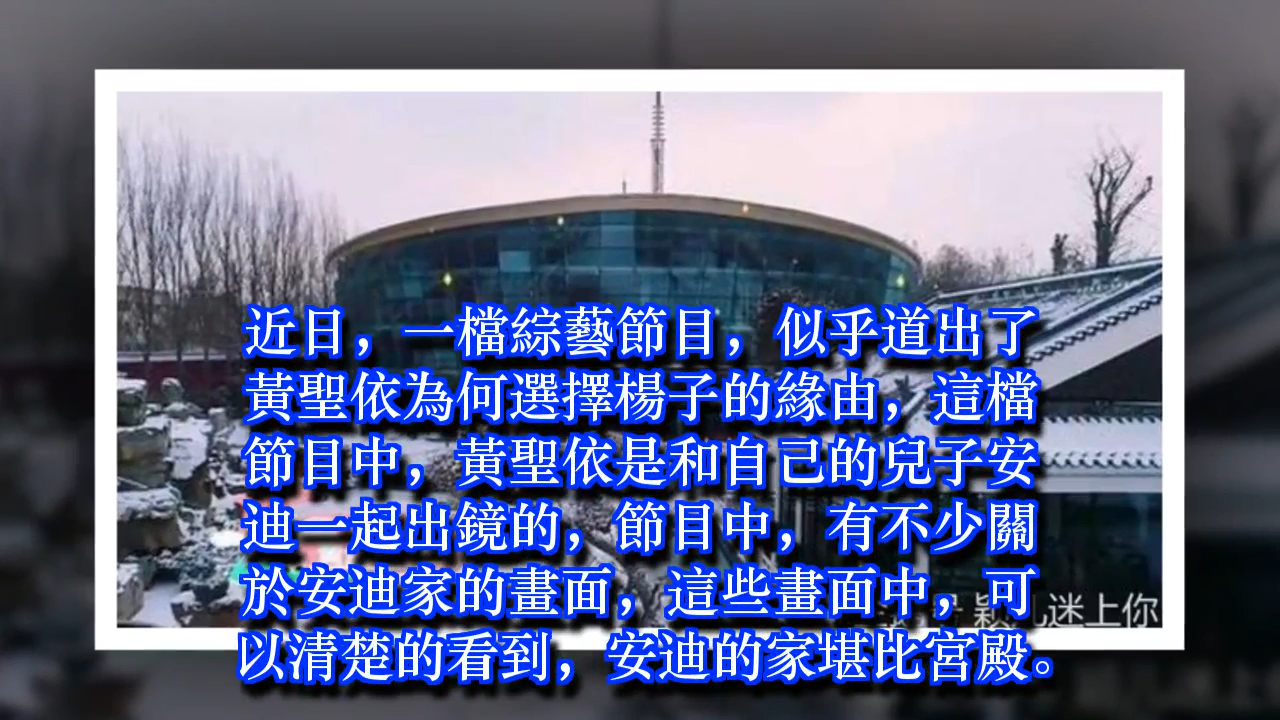 近日，一檔綜藝節目，似乎道出了
黃聖依為何選擇楊子的緣由，這檔
節目中，黃聖依是和自己的兒子安
迪一起出鏡的，節目中，有不少關
於安迪家的畫面，這些畫面中，可
以清楚的看到，安迪的家堪比宮殿。
迷上你